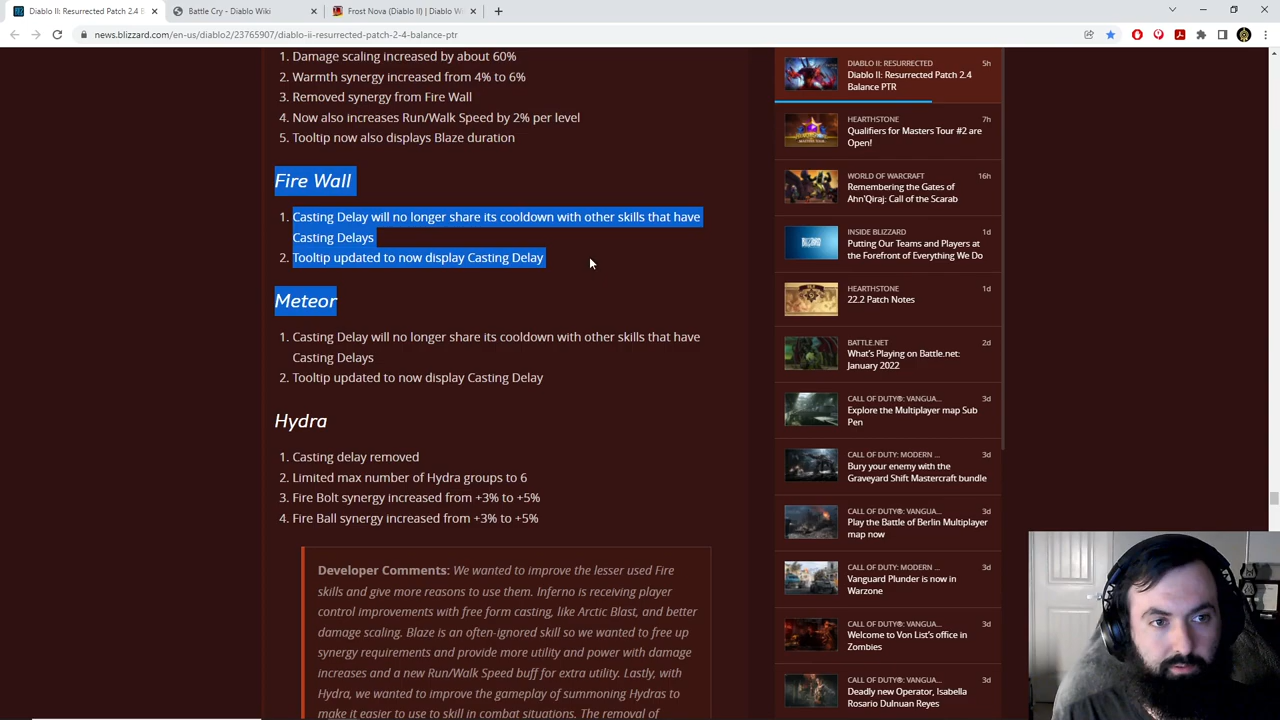 Diablo II: Resurrected Patch 2.4 B
Battle Cry - Diablo Wiki
Frost Nova (Diablo II) | Diablo W
news.blizzard.com/en-us/diablo2/23765907/diablo-ii-resurrected-patch-2-4-balance-ptr
1. Damage scaling increased by about 60%
2. Warmth synergy increased from 4% to 6%
3. Removed synergy from Fire Wall
4. Now also increases Run/Walk Speed by 2% per level
5. Tooltip now also displays Blaze duration
Fire Wall
1. Casting Delay will no longer share its cooldown with other skills that have
Casting Delays
2. Tooltip updated to now display Casting Delay
Meteor
1. Casting Delay will no longer share its cooldown with other skills that have
Casting Delays
2. Tooltip updated to now display Casting Delay
Hydra
1. Casting delay removed
2. Limited max number of Hydra groups to 6
3. Fire Bolt synergy increased from +3% to +5%
4. Fire Ball synergy increased from +3% to +5%
Developer Comments: We wanted to improve the lesser used Fire
skills and give more reasons to use them. Inferno is receiving player
control improvements with free form casting, like Arctic Blast, and better
damage scaling. Blaze is an often-ignored skill so we wanted to free up
synergy requirements and provide more utility and power with damage
increases and a new Run/Walk Speed buff for extra utility. Lastly, with
Hydra, we wanted to improve the gameplay of summoning Hydras to
make it easier to use to skill in combat situations. The removal of
DIABLO II: RESURRECTED 5h
Diablo II: Resurrected Patch 2.4
Balance PTR
HEARTHSTONE 7h
Qualifiers for Masters Tour #2 are
Open!
WORLD OF WARCRAFT 16h
Remembering the Gates of
Ahn'Qiraj: Call of the Scarab
INSIDE BLIZZARD 1d
Putting Our Teams and Players at
the Forefront of Everything We Do
HEARTHSTONE 1d
22.2 Patch Notes
BATTLE.NET 2d
What's Playing on Battle.net:
January 2022
CALL OF DUTY®: VANGUA... 3d
Explore the Multiplayer map Sub
Pen
CALL OF DUTY: MODERN ... 3d
Bury your enemy with the
Graveyard Shift Mastercraft bundle
CALL OF DUTY®: VANGUA... 3d
Play the Battle of Berlin Multiplayer
map now
CALL OF DUTY: MODERN ... 3d
Vanguard Plunder is now in
Warzone
CALL OF DUTY®: VANGUA... 3d
Welcome to Von List's office in
Zombies
CALL OF DUTY®: VANGUA... 3d
Deadly new Operator, Isabella
Rosario Dulnuan Reyes